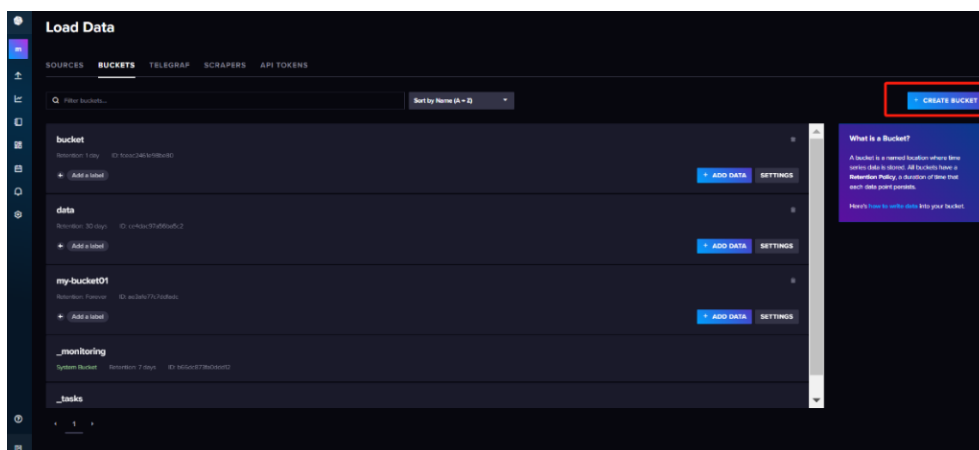 Load Data
m
SOURCES BUCKETS TELEGRAF SCRAPERS API TOKENS
Filter buckets...
Sort by Name (A → Z)
+ CREATE BUCKET
bucket
Retention: 1 day
+ Add a label
+ ADD DATA SETTINGS
data
Retention: 30 days
+ Add a label
+ ADD DATA SETTINGS
my-bucket01
Retention: Forever
+ Add a label
+ ADD DATA SETTINGS
_monitoring
System Bucket Retention: 7 days
_tasks
1
What is a Bucket?
A bucket is a named location where time
series data is stored. All buckets have a
Retention Policy, a duration of time that
each data point persists.
Here's how to write data into your bucket.